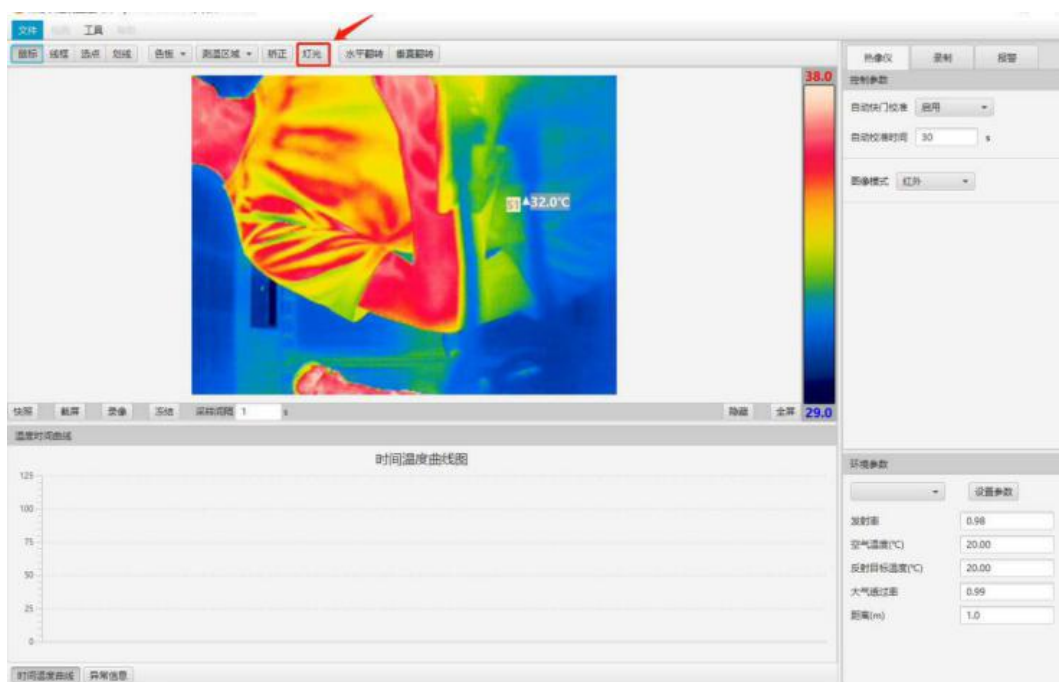 文件 工具
鼠标 线框 选点 划线 色板 测温区域 矫正 灯光 水平翻转 垂直翻转
热像仪 录制 报警
38.0
控制参数
自动快门校准 启用
自动校准时间 30 s
图像模式 红外
S1 32.0℃
快照 截屏 录像 冻结 采样间隔 1 s 隐藏 全屏 29.0
温度时间曲线
时间温度曲线图
125
100
75
50
25
0
环境参数
设置参数
发射率 0.98
空气温度(℃) 20.00
反射目标温度(℃) 20.00
大气透过率 0.99
距离(m) 1.0
时间温度曲线 异常信息